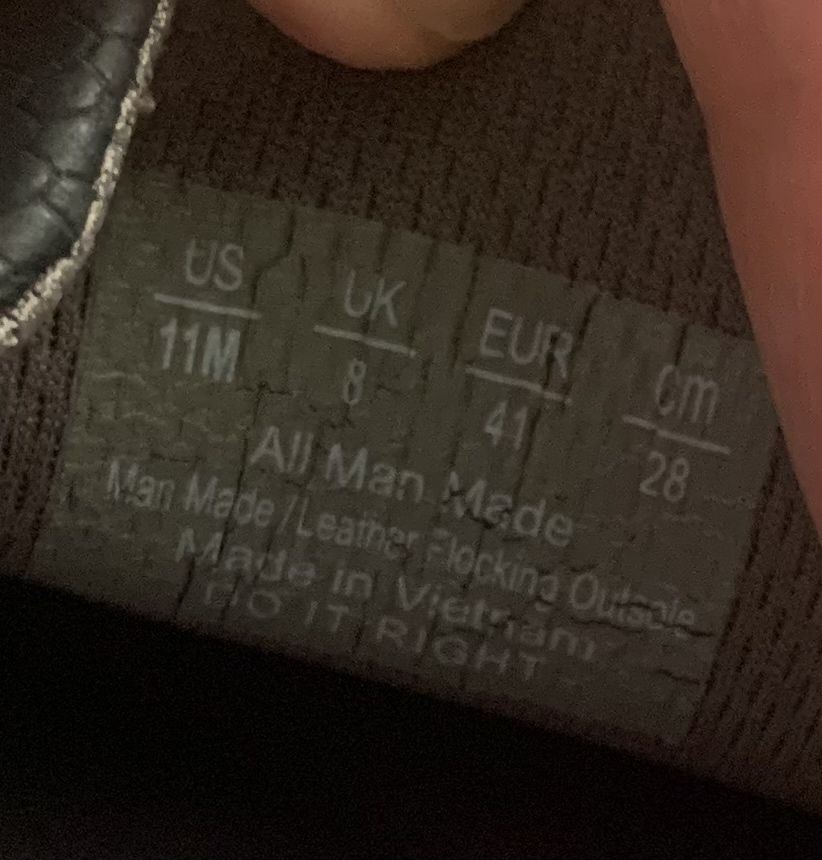 US UK EUR cm
11M 8 41 28
All Man Made
Man Made/Leather Flocking Outsole
Made in Vietnam
DO IT RIGHT